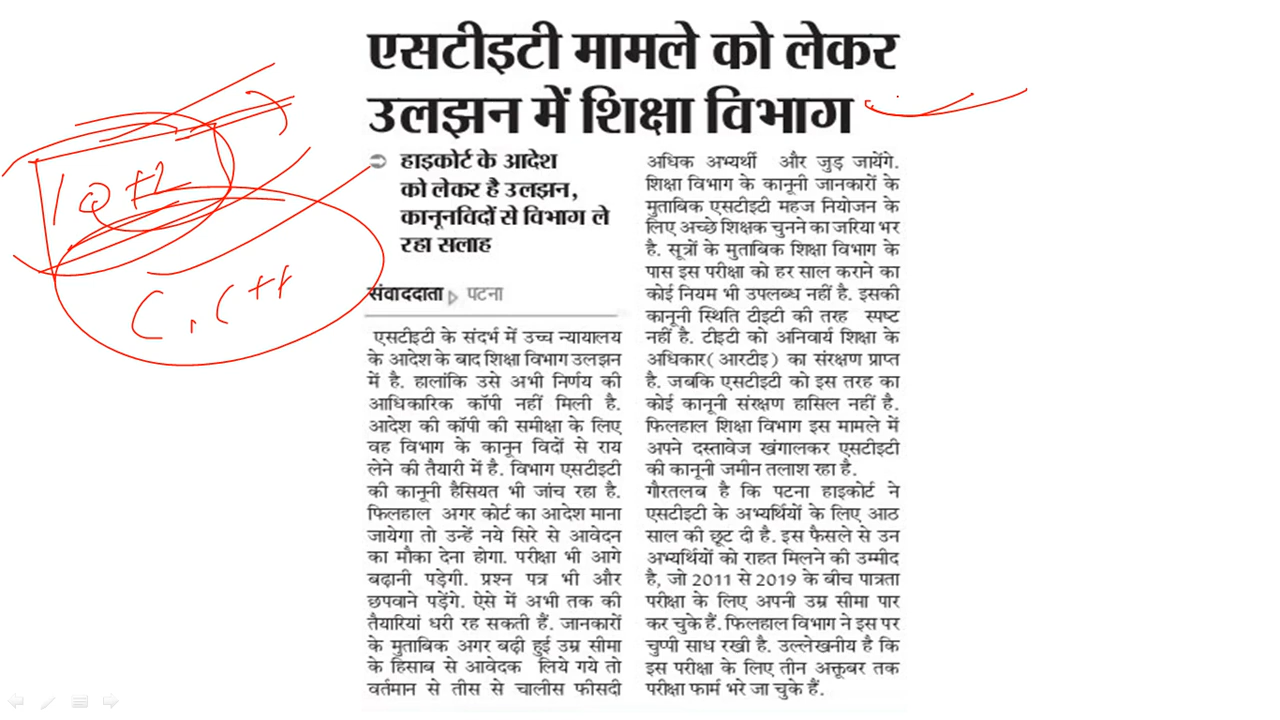 एसटीइटी मामले को लेकर
उलझन में शिक्षा विभाग
हाइकोर्ट के आदेश
को लेकर है उलझन,
कानूनविदों से विभाग ले
रहा सलाह
संवाददाता पटना
एसटीइटी के संदर्भ में उच्च न्यायालय
के आदेश के बाद शिक्षा विभाग उलझन
में है. हालांकि उसे अभी निर्णय की
आधिकारिक कॉपी नहीं मिली है.
आदेश की कॉपी की समीक्षा के लिए
वह विभाग के कानून विदों से राय
लेने की तैयारी में है. विभाग एसटीइटी
की कानूनी हैसियत भी जांच रहा है.
फिलहाल अगर कोर्ट का आदेश माना
जायेगा तो उन्हें नये सिरे से आवेदन
का मौका देना होगा. परीक्षा भी आगे
बढ़ानी पड़ेगी. प्रश्न पत्र भी और
छपवाने पड़ेंगे. ऐसे में अभी तक की
तैयारियां धरी रह सकती हैं. जानकारों
के मुताबिक अगर बढ़ी हुई उम्र सीमा
के हिसाब से आवेदक लिये गये तो
वर्तमान से तीस से चालीस फीसदी
अधिक अभ्यर्थी और जुड़ जायेंगे.
शिक्षा विभाग के कानूनी जानकारों के
मुताबिक एसटीइटी महज नियोजन के
लिए अच्छे शिक्षक चुनने का जरिया भर
है. सूत्रों के मुताबिक शिक्षा विभाग के
पास इस परीक्षा को हर साल कराने का
कोई नियम भी उपलब्ध नहीं है. इसकी
कानूनी स्थिति टीइटी की तरह स्पष्ट
नहीं है. टीइटी को अनिवार्य शिक्षा के
अधिकार( आरटीइ) का संरक्षण प्राप्त
है. जबकि एसटीइटी को इस तरह का
कोई कानूनी संरक्षण हासिल नहीं है.
फिलहाल शिक्षा विभाग इस मामले में
अपने दस्तावेज खंगालकर एसटीइटी
की कानूनी जमीन तलाश रहा है.
गौरतलब है कि पटना हाइकोर्ट ने
एसटीइटी के अभ्यर्थियों के लिए आठ
साल की छूट दी है. इस फैसले से उन
अभ्यर्थियों को राहत मिलने की उम्मीद
है, जो 2011 से 2019 के बीच पात्रता
परीक्षा के लिए अपनी उम्र सीमा पार
कर चुके हैं. फिलहाल विभाग ने इस पर
चुप्पी साध रखी है. उल्लेखनीय है कि
इस परीक्षा के लिए तीन अक्तूबर तक
परीक्षा फार्म भरे जा चुके हैं.
10+2
C, C++